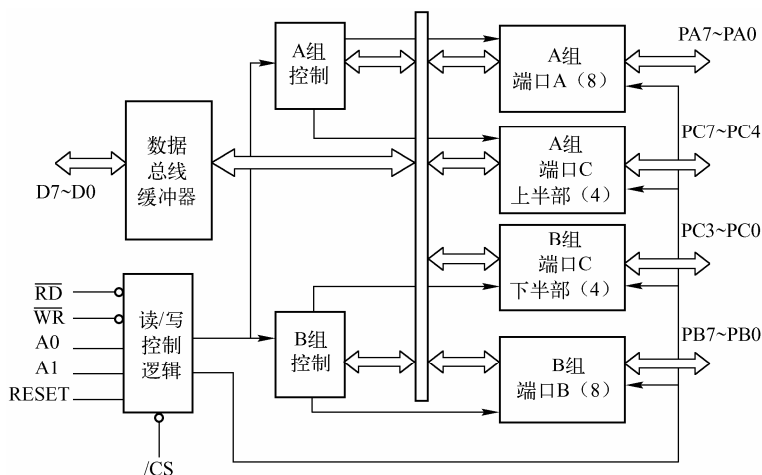 A组
控制
A组
端口A（8）
PA7~PA0
数据
总线
缓冲器
D7~D0
A组
端口C
上半部（4）
PC7~PC4
B组
端口C
下半部（4）
PC3~PC0
RD
WR
A0
A1
RESET
读/写
控制
逻辑
/CS
B组
控制
B组
端口B（8）
PB7~PB0